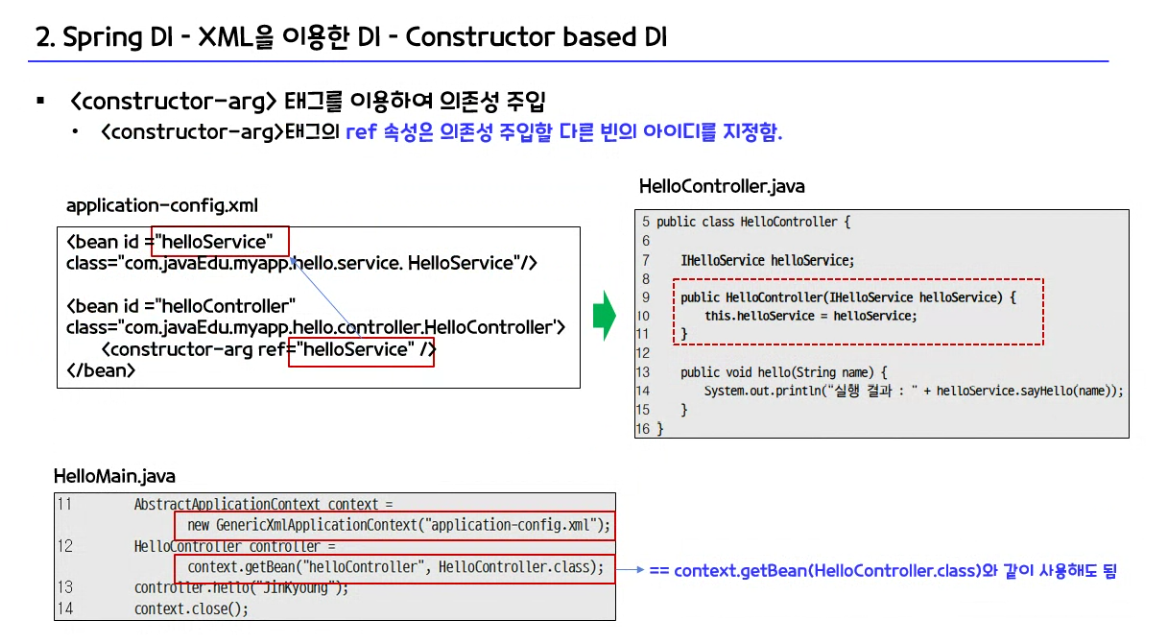 2. Spring DI - XML을 이용한 DI - Constructor based DI
▪ <constructor-arg> 태그를 이용하여 의존성 주입
• <constructor-arg>태그의 ref 속성은 의존성 주입할 다른 빈의 아이디를 지정함.
application-config.xml
<bean id ="helloService"
class="com.javaEdu.myapp.hello.service. HelloService"/>
<bean id ="helloController"
class="com.javaEdu.myapp.hello.controller.HelloController'>
<constructor-arg ref="helloService" />
</bean>
HelloController.java
5 public class HelloController {
6
7 IHelloService helloService;
8
9 public HelloController(IHelloService helloService) {
10 this.helloService = helloService;
11 }
12
13 public void hello(String name) {
14 System.out.println("실행 결과 : " + helloService.sayHello(name));
15 }
16 }
HelloMain.java
11 AbstractApplicationContext context =
new GenericXmlApplicationContext("application-config.xml");
12 HelloController controller =
context.getBean("helloController", HelloController.class);
13 controller.hello("JinKyoung");
14 context.close();
== context.getBean(HelloController.class)와 같이 사용해도 됨